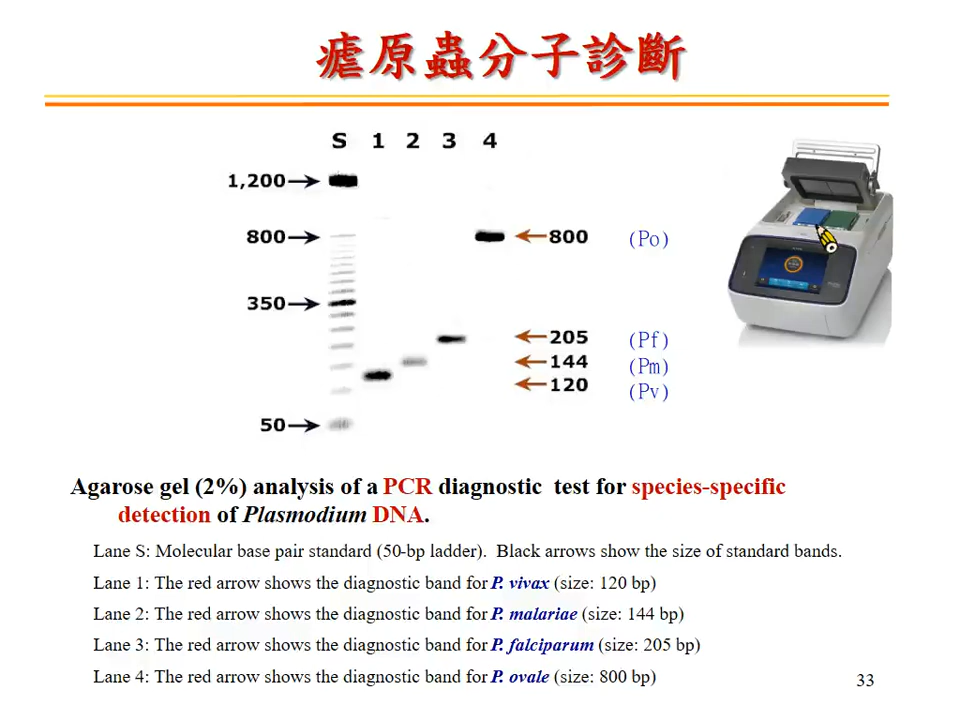 瘧原蟲分子診斷
S 1 2 3 4
1,200
800 800 (Po)
350
205 (Pf)
144 (Pm)
120 (Pv)
50
Agarose gel (2%) analysis of a PCR diagnostic test for species-specific
detection of Plasmodium DNA.
Lane S: Molecular base pair standard (50-bp ladder). Black arrows show the size of standard bands.
Lane 1: The red arrow shows the diagnostic band for P. vivax (size: 120 bp)
Lane 2: The red arrow shows the diagnostic band for P. malariae (size: 144 bp)
Lane 3: The red arrow shows the diagnostic band for P. falciparum (size: 205 bp)
Lane 4: The red arrow shows the diagnostic band for P. ovale (size: 800 bp)
33